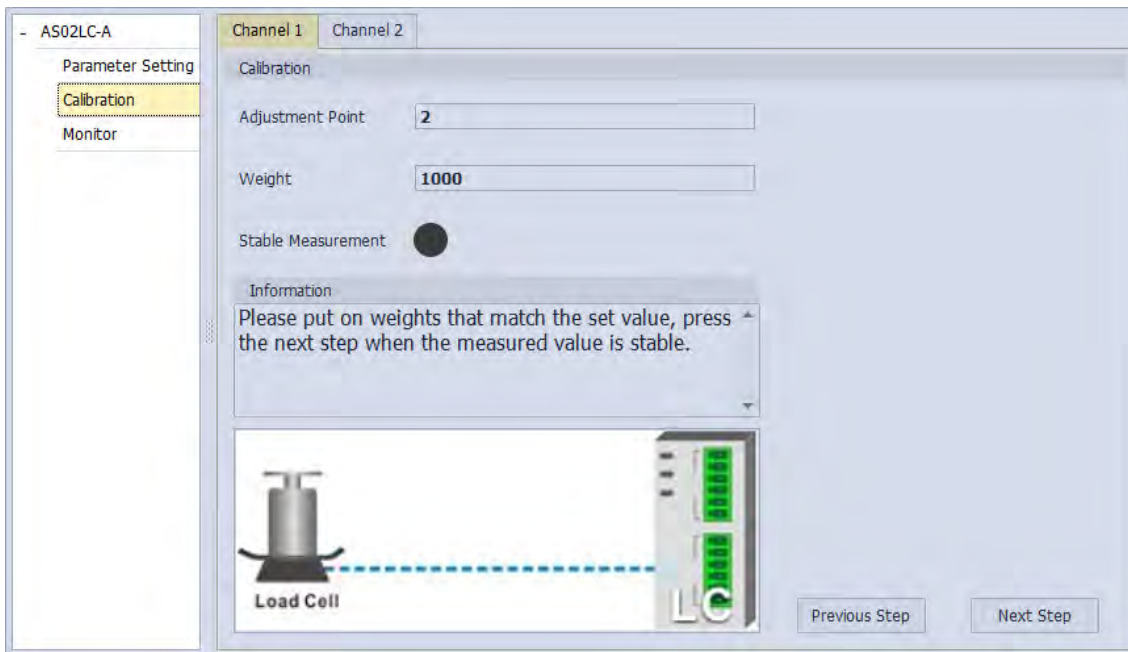 - AS02LC-A
Parameter Setting
Calibration
Monitor
Channel 1 Channel 2
Calibration
Adjustment Point 2
Weight 1000
Stable Measurement
Information
Please put on weights that match the set value, press
the next step when the measured value is stable.
Load Cell
LC
Previous Step Next Step